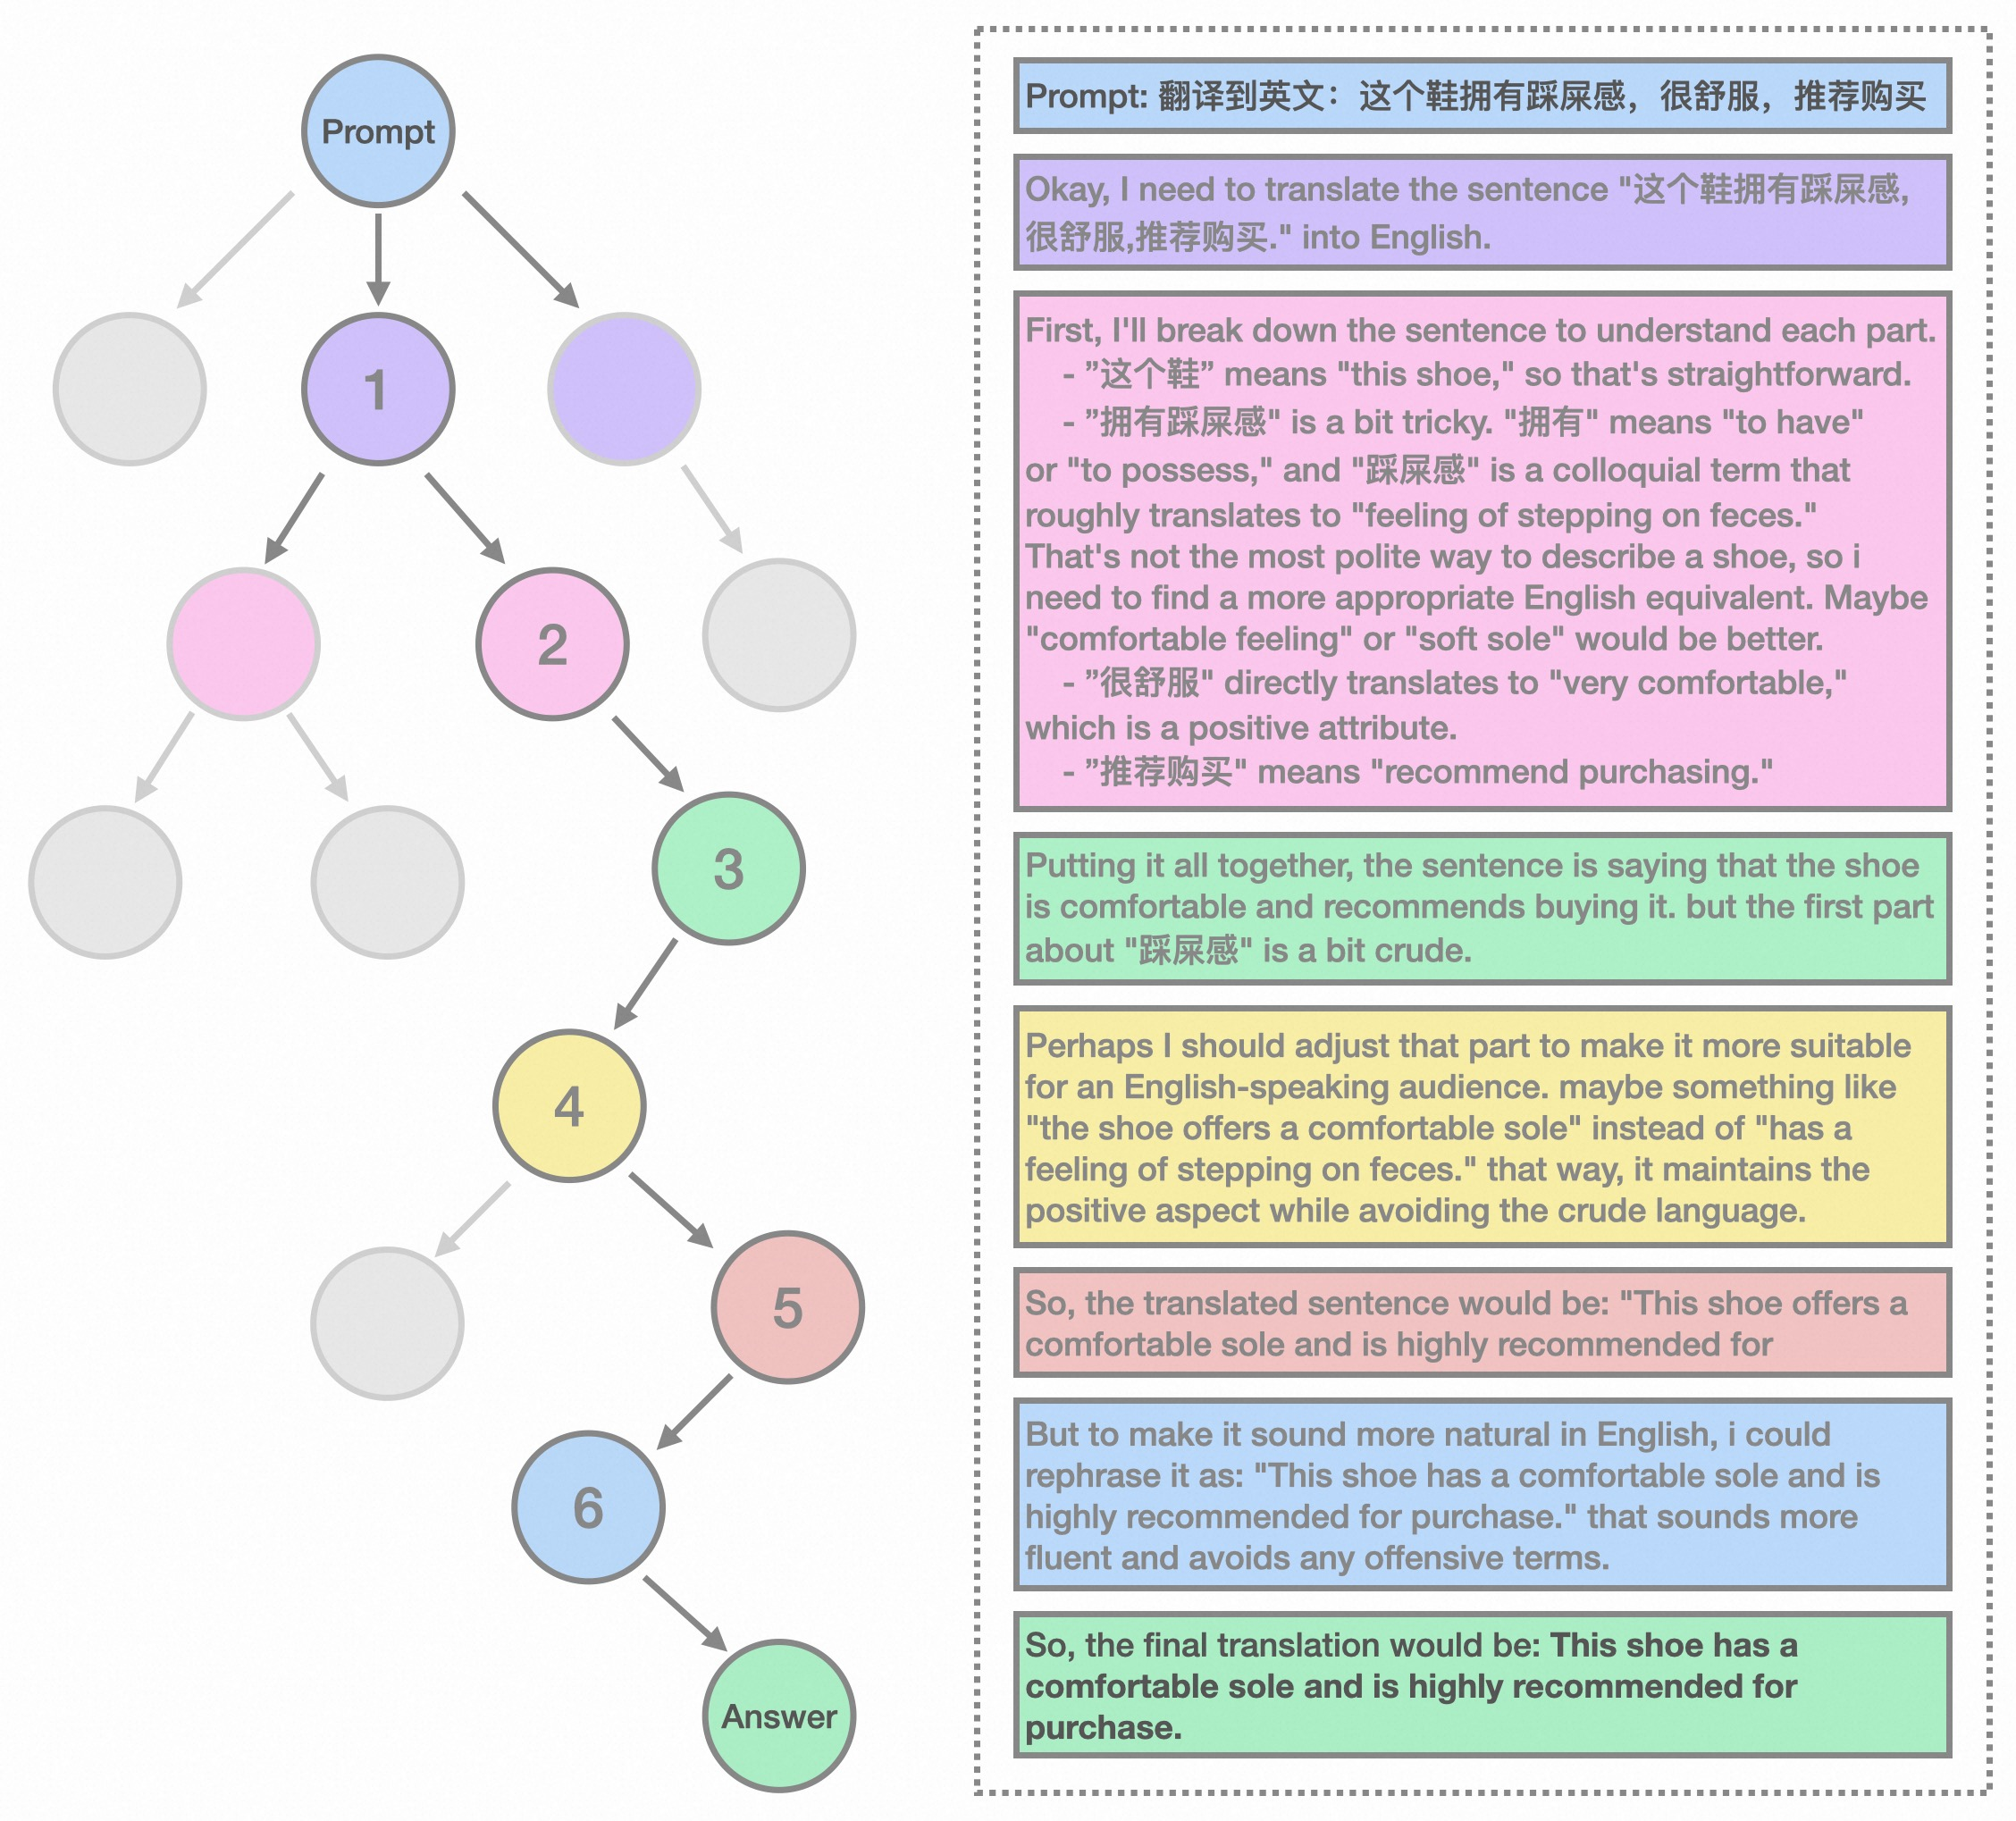 Prompt
1
2
3
4
5
6
Answer
Prompt: 翻译到英文：这个鞋拥有踩屎感，很舒服，推荐购买
Okay, I need to translate the sentence "这个鞋拥有踩屎感,
很舒服,推荐购买." into English.
First, I'll break down the sentence to understand each part.
- ”这个鞋” means "this shoe," so that's straightforward.
- ”拥有踩屎感" is a bit tricky. "拥有" means "to have"
or "to possess," and "踩屎感" is a colloquial term that
roughly translates to "feeling of stepping on feces."
That's not the most polite way to describe a shoe, so i
need to find a more appropriate English equivalent. Maybe
"comfortable feeling" or "soft sole" would be better.
- ”很舒服" directly translates to "very comfortable,"
which is a positive attribute.
- ”推荐购买" means "recommend purchasing."
Putting it all together, the sentence is saying that the shoe
is comfortable and recommends buying it. but the first part
about "踩屎感" is a bit crude.
Perhaps I should adjust that part to make it more suitable
for an English-speaking audience. maybe something like
"the shoe offers a comfortable sole" instead of "has a
feeling of stepping on feces." that way, it maintains the
positive aspect while avoiding the crude language.
So, the translated sentence would be: "This shoe offers a
comfortable sole and is highly recommended for
But to make it sound more natural in English, i could
rephrase it as: "This shoe has a comfortable sole and is
highly recommended for purchase." that sounds more
fluent and avoids any offensive terms.
So, the final translation would be: This shoe has a
comfortable sole and is highly recommended for
purchase.